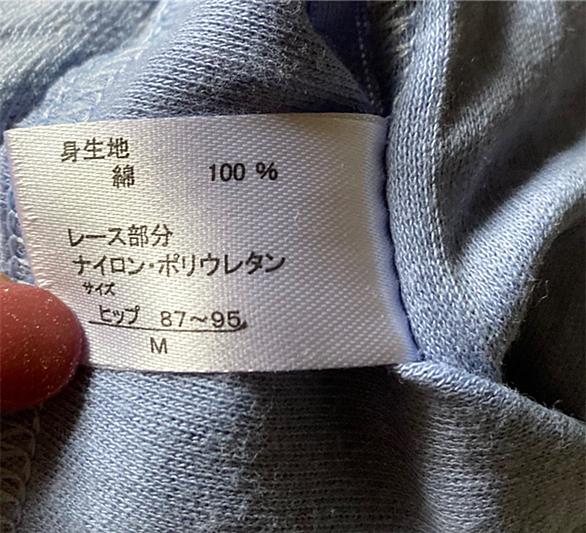 身生地
綿 100 %
レース部分
ナイロン・ポリウレタン
サイズ
ヒップ 87〜95
M